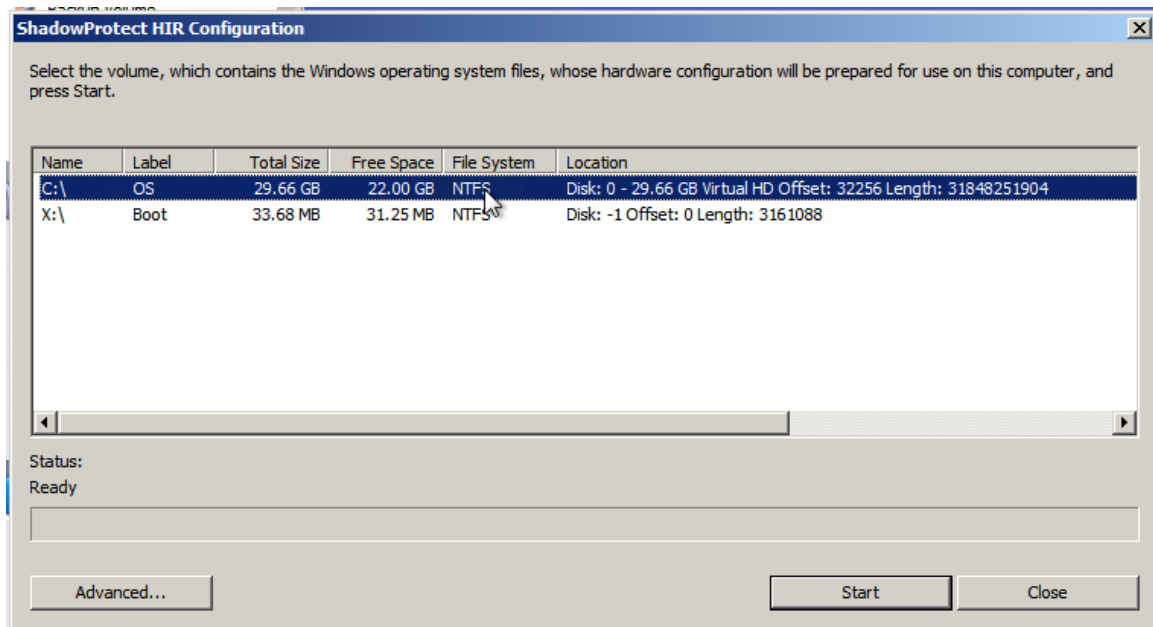 Backup Volume
ShadowProtect HIR Configuration
Select the volume, which contains the Windows operating system files, whose hardware configuration will be prepared for use on this computer, and
press Start.
Name Label Total Size Free Space File System Location
C:\ OS 29.66 GB 22.00 GB NTFS Disk: 0 - 29.66 GB Virtual HD Offset: 32256 Length: 31848251904
X:\ Boot 33.68 MB 31.25 MB NTFS Disk: -1 Offset: 0 Length: 3161088
Status:
Ready
Advanced... Start Close